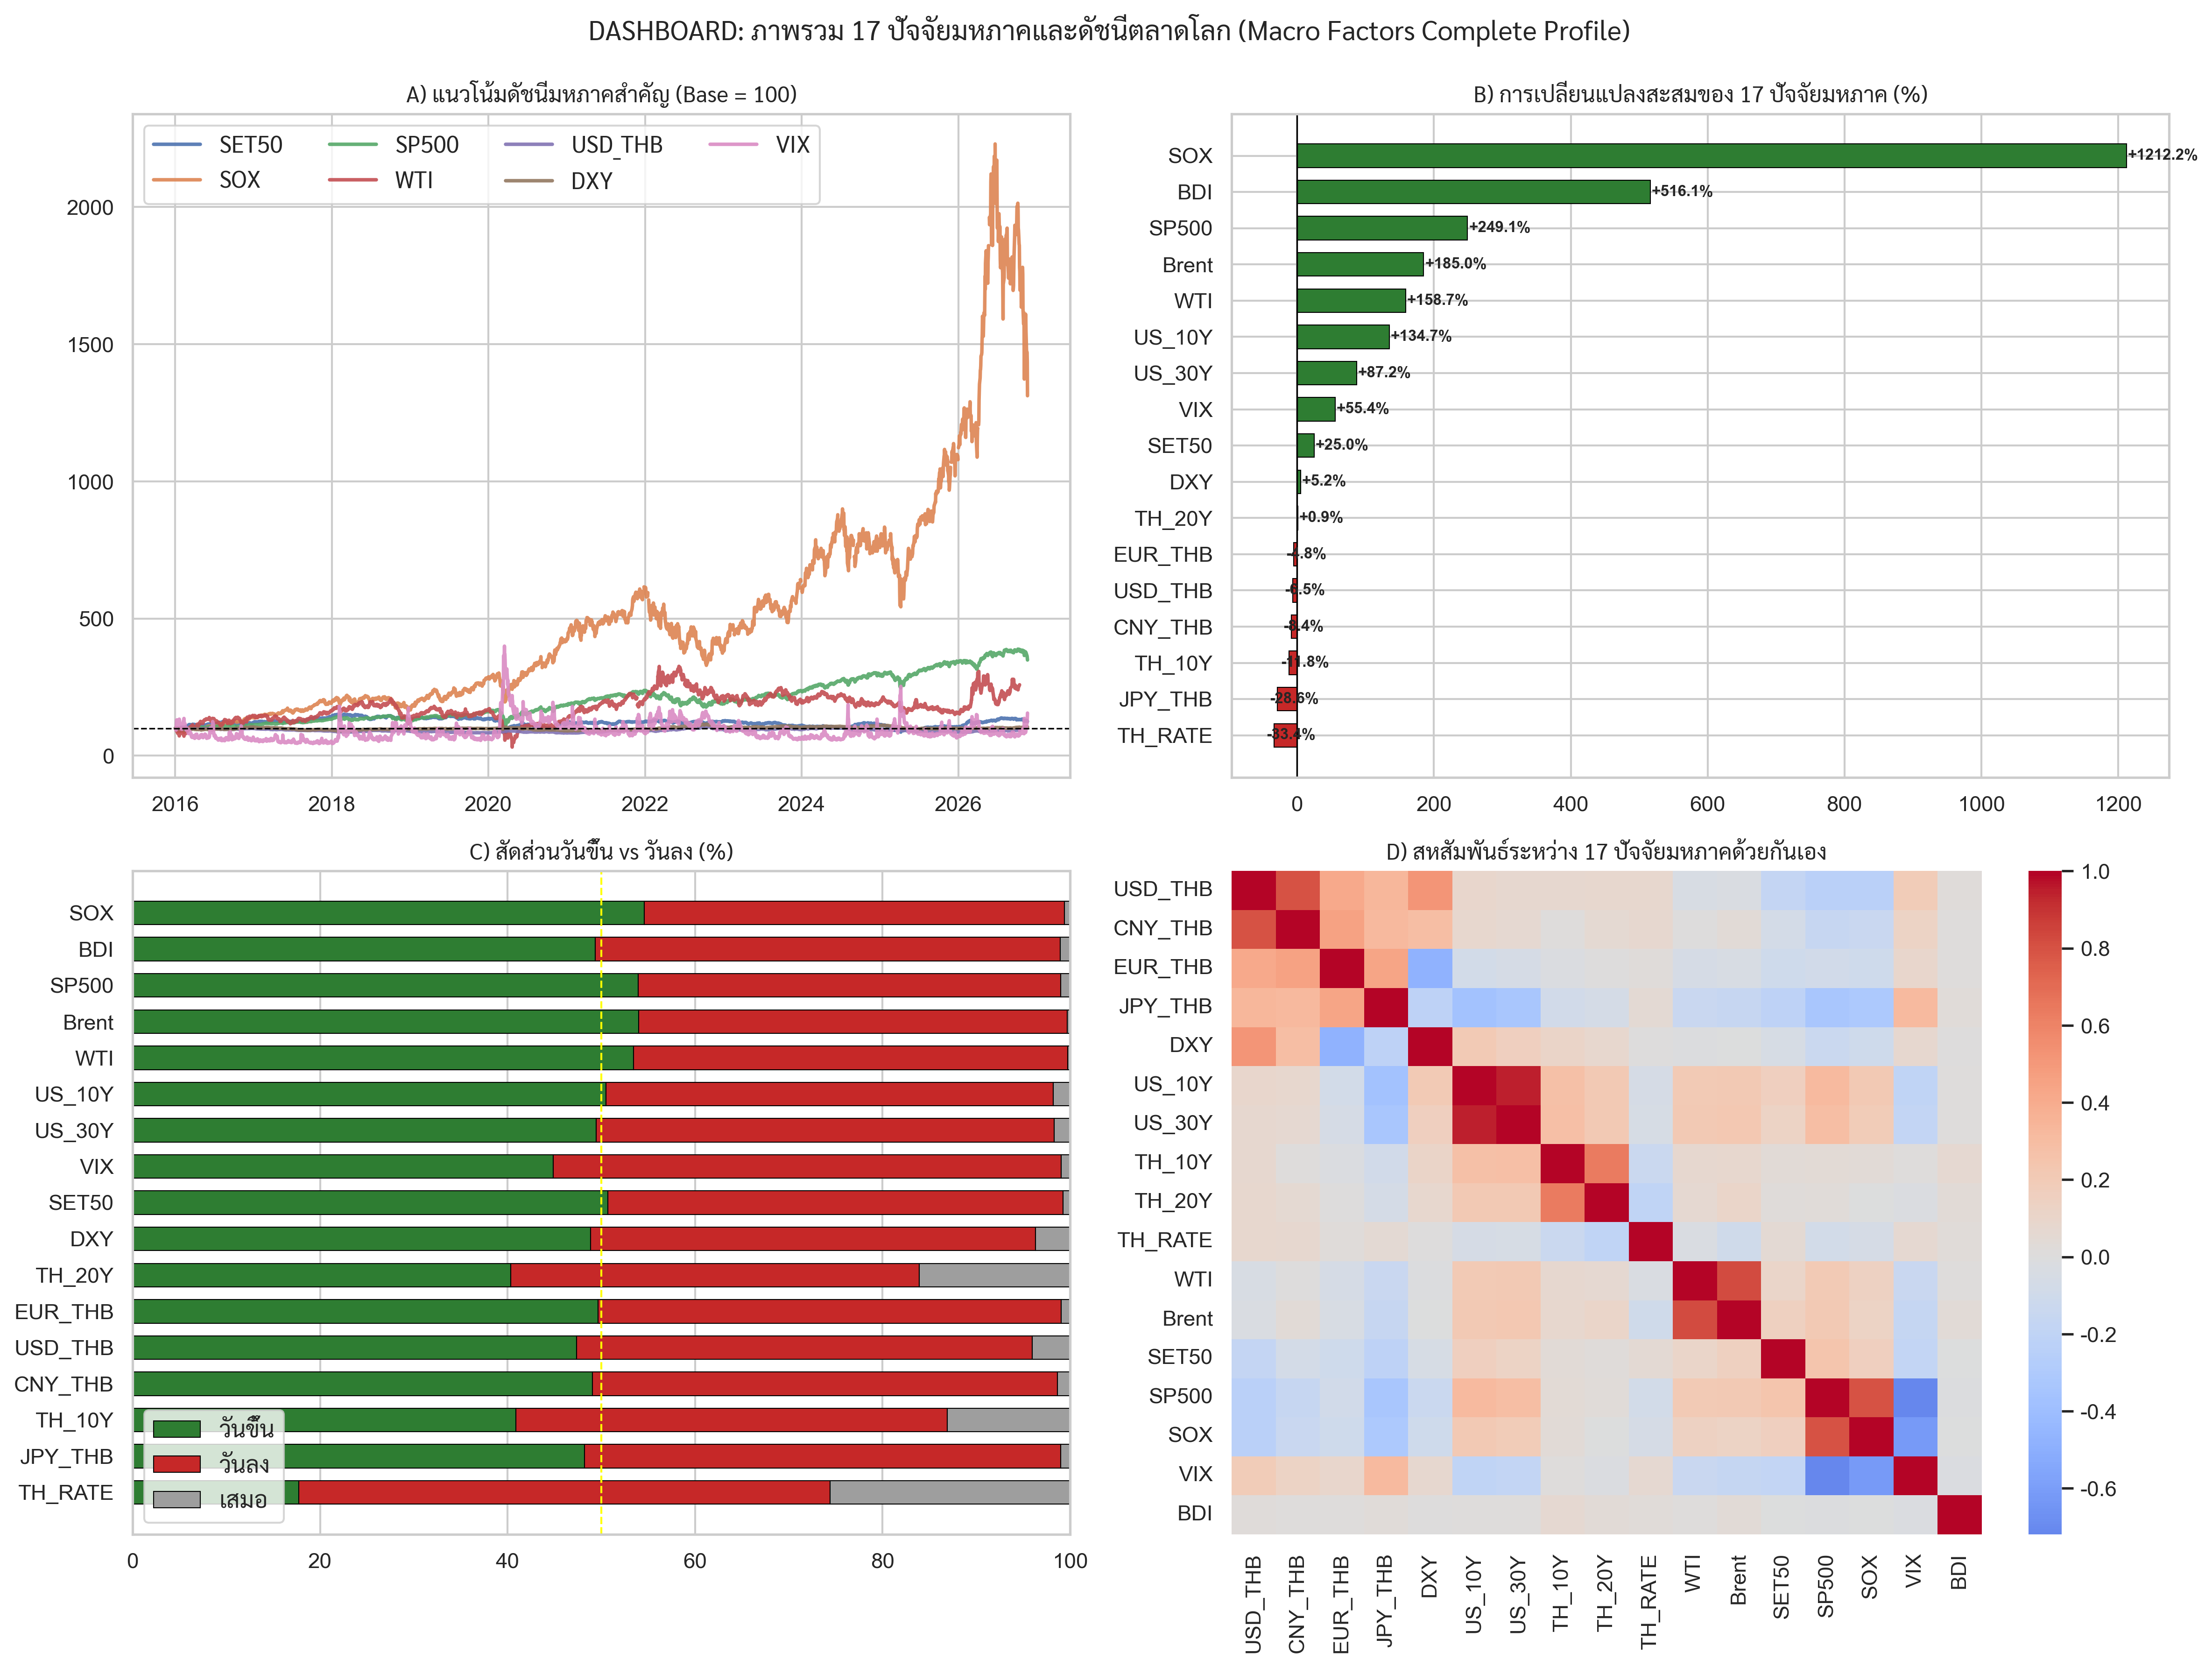 DASHBOARD: ภาพรวม 17 ปัจจัยมหภาคและดัชนีตลาดโลก (Macro Factors Complete Profile)
A) แนวโน้มดัชนีมหภาคสำคัญ (Base = 100)
SET50 SP500 USD_THB VIX
SOX WTI DXY
2000
1500
1000
500
0
2016 2018 2020 2022 2024 2026
B) การเปลี่ยนแปลงสะสมของ 17 ปัจจัยมหภาค (%)
SOX +1212.2%
BDI +516.1%
SP500 +249.1%
Brent +185.0%
WTI +158.7%
US_10Y +134.7%
US_30Y +87.2%
VIX +55.4%
SET50 +25.0%
DXY +5.2%
TH_20Y +0.9%
EUR_THB -4.8%
USD_THB -6.5%
CNY_THB -8.4%
TH_10Y -11.8%
JPY_THB -28.6%
TH_RATE -33.4%
0 200 400 600 800 1000 1200
C) สัดส่วนวันขึ้น vs วันลง (%)
SOX
BDI
SP500
Brent
WTI
US_10Y
US_30Y
VIX
SET50
DXY
TH_20Y
EUR_THB
USD_THB
CNY_THB
TH_10Y
JPY_THB
TH_RATE
วันขึ้น
วันลง
เสมอ
0 20 40 60 80 100
D) สหสัมพันธ์ระหว่าง 17 ปัจจัยมหภาคด้วยกันเอง
USD_THB
CNY_THB
EUR_THB
JPY_THB
DXY
US_10Y
US_30Y
TH_10Y
TH_20Y
TH_RATE
WTI
Brent
SET50
SP500
SOX
VIX
BDI
USD_THB CNY_THB EUR_THB JPY_THB DXY US_10Y US_30Y TH_10Y TH_20Y TH_RATE WTI Brent SET50 SP500 SOX VIX BDI
1.0
0.8
0.6
0.4
0.2
0.0
-0.2
-0.4
-0.6